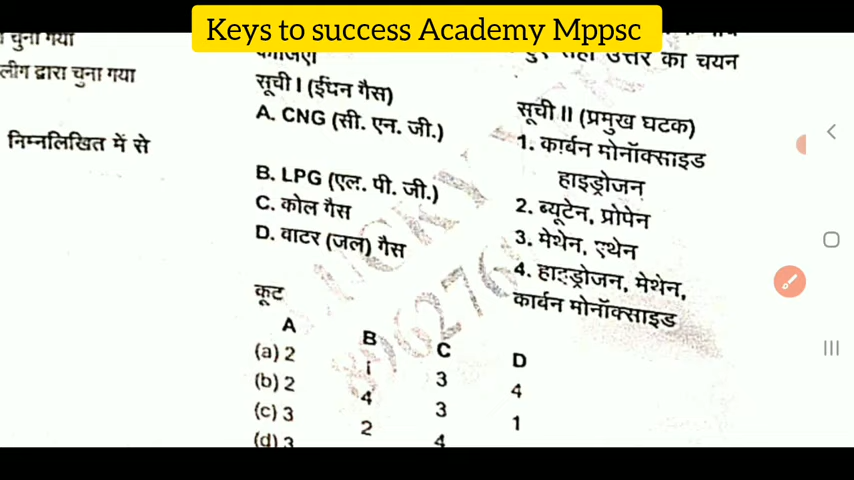 Keys to success Academy Mppsc
चुना गया
लीग द्वारा चुना गया
निम्नलिखित में से
कीजिए।
उत्तर का चयन
सूची I (ईंधन गैस)
A. CNG (सी. एन. जी.)
B. LPG (एल. पी. जी.)
C. कोल गैस
D. वाटर (जल) गैस
सूची II (प्रमुख घटक)
1. कार्बन मोनॉक्साइड
हाइड्रोजन
2. ब्यूटेन, प्रोपेन
3. मेथेन, एथेन
4. हाइड्रोजन, मेथेन,
कार्बन मोनॉक्साइड
कूट
A B C D
(a) 2 1 3 4
(b) 2 4 3 1
(c) 3 2 4
(d) 3